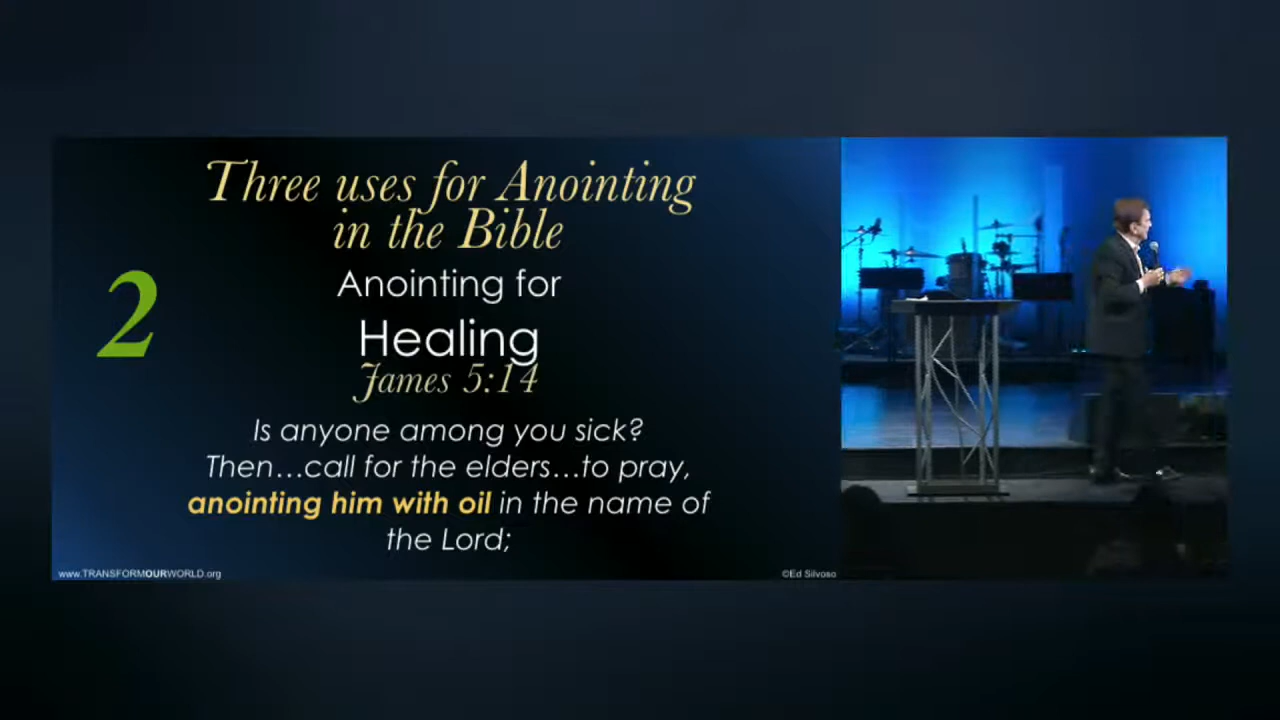 Three uses for Anointing
in the Bible
2
Anointing for
Healing
James 5:14
Is anyone among you sick?
Then...call for the elders...to pray,
anointing him with oil in the name of
the Lord;
www.TRANSFORMOURWORLD.org
©Ed Silvoso